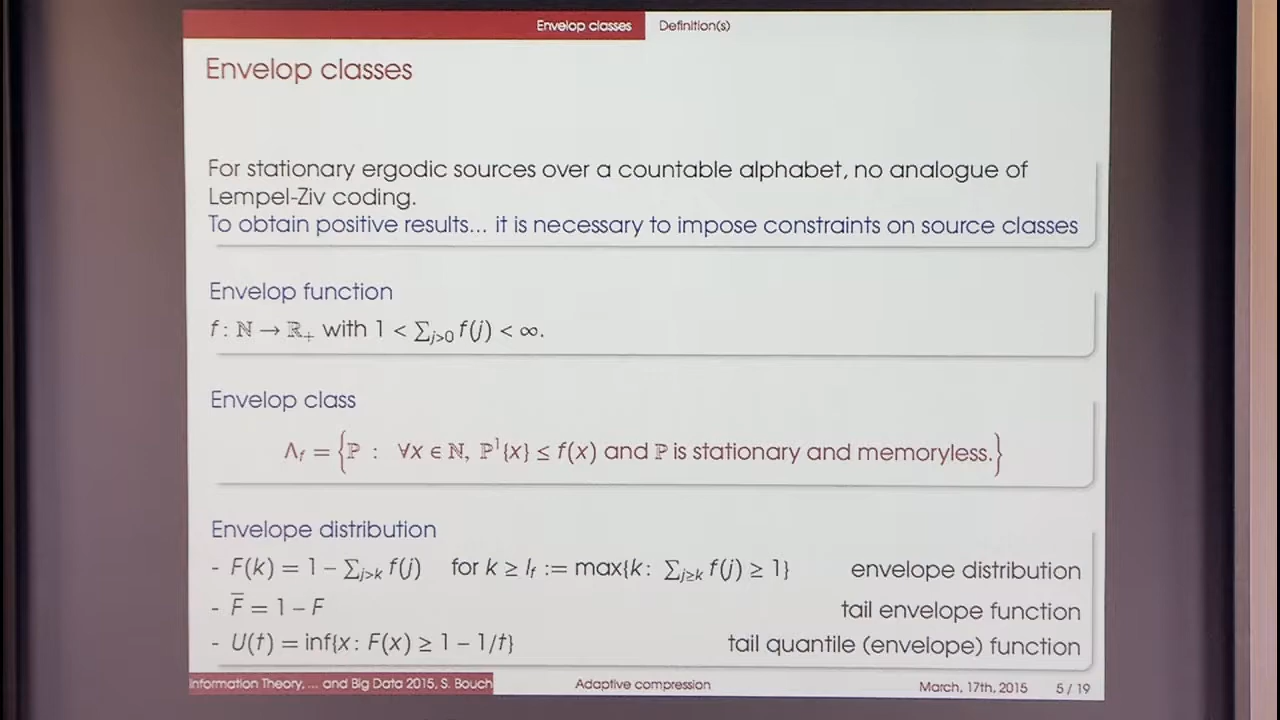 Envelop classes Definition(s)
Envelop classes
For stationary ergodic sources over a countable alphabet, no analogue of
Lempel-Ziv coding.
To obtain positive results... it is necessary to impose constraints on source classes
Envelop function
f : ℕ → ℝ₊ with 1 < ∑_{j>0} f(j) < ∞.
Envelop class
Λ_f = {ℙ : ∀x ∈ ℕ, ℙ¹{x} ≤ f(x) and ℙ is stationary and memoryless.}
Envelope distribution
- F(k) = 1 − ∑_{j>k} f(j) for k ≥ l_f := max{k : ∑_{j≥k} f(j) ≥ 1} envelope distribution
- F̅ = 1 − F tail envelope function
- U(t) = inf{x : F(x) ≥ 1 − 1/t} tail quantile (envelope) function
Information Theory, ... and Big Data 2015, S. Bouch Adaptive compression March, 17th, 2015 5 / 19